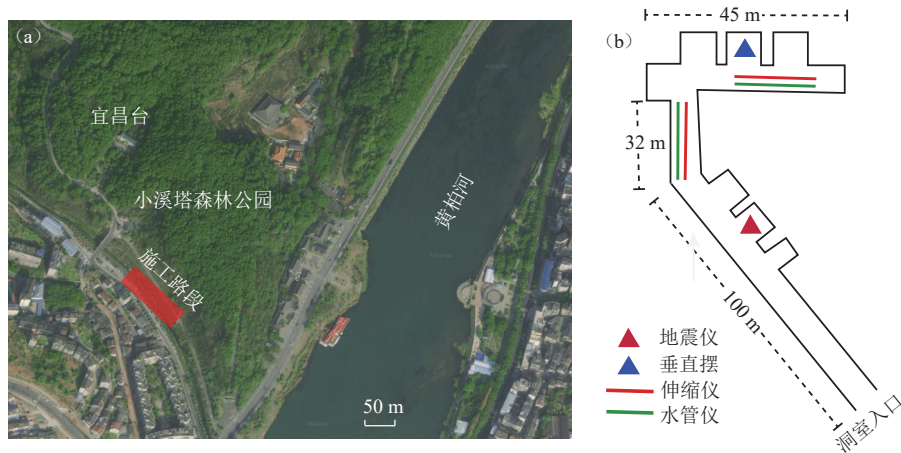 (a)
宜昌台
小溪塔森林公园
施工路段
黄柏河
50 m
(b)
45 m
32 m
100 m
地震仪
垂直摆
伸缩仪
水管仪
洞室入口